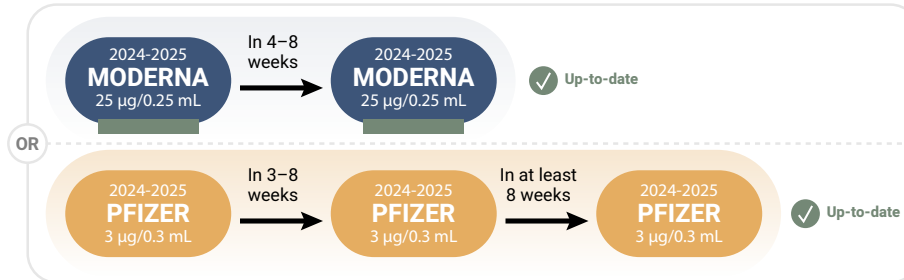 2024-2025
MODERNA
25 µg/0.25 mL
In 4–8
weeks
2024-2025
MODERNA
25 µg/0.25 mL
Up-to-date
OR
2024-2025
PFIZER
3 µg/0.3 mL
In 3–8
weeks
2024-2025
PFIZER
3 µg/0.3 mL
In at least
8 weeks
2024-2025
PFIZER
3 µg/0.3 mL
Up-to-date